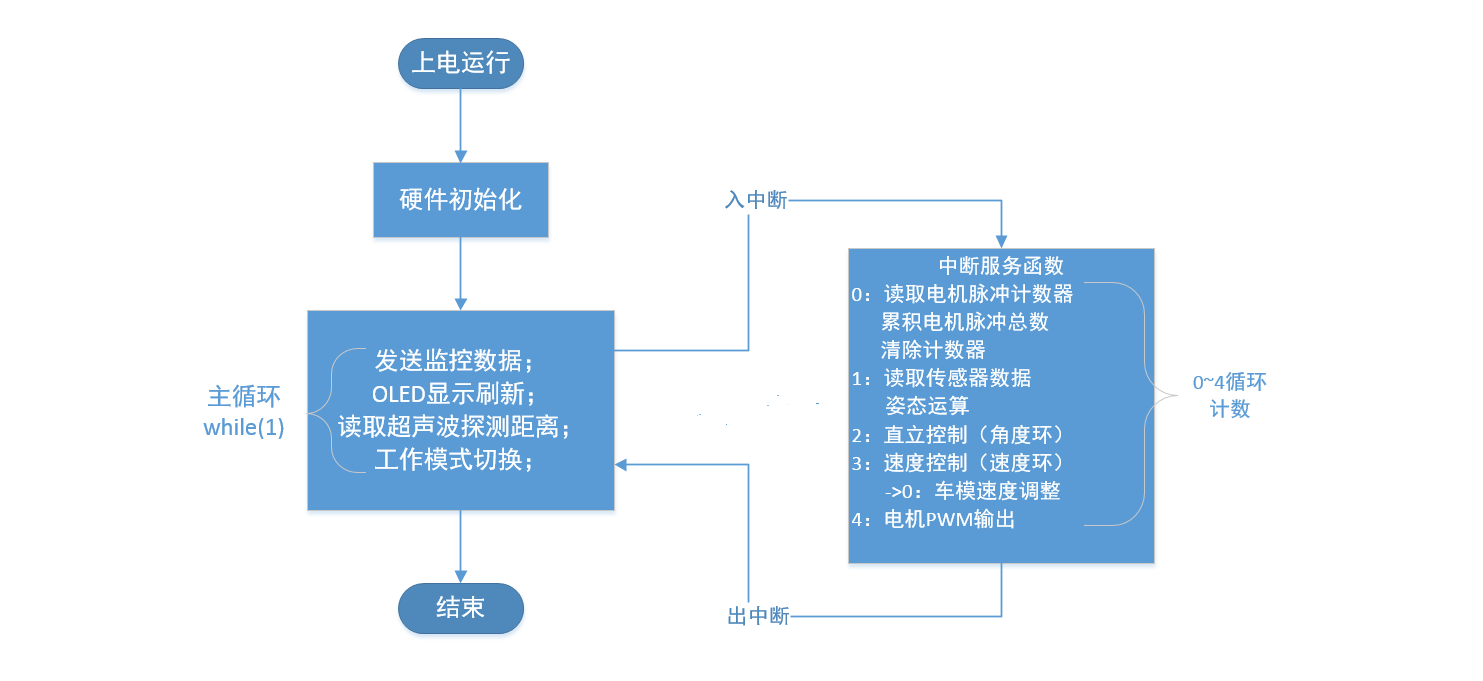 上电运行
硬件初始化
主循环
while(1)
发送监控数据；
OLED显示刷新；
读取超声波探测距离；
工作模式切换；
结束
入中断
中断服务函数
0：读取电机脉冲计数器
累积电机脉冲总数
清除计数器
1：读取传感器数据
姿态运算
2：直立控制（角度环）
3：速度控制（速度环）
->0：车模速度调整
4：电机PWM输出
0~4循环
计数
出中断